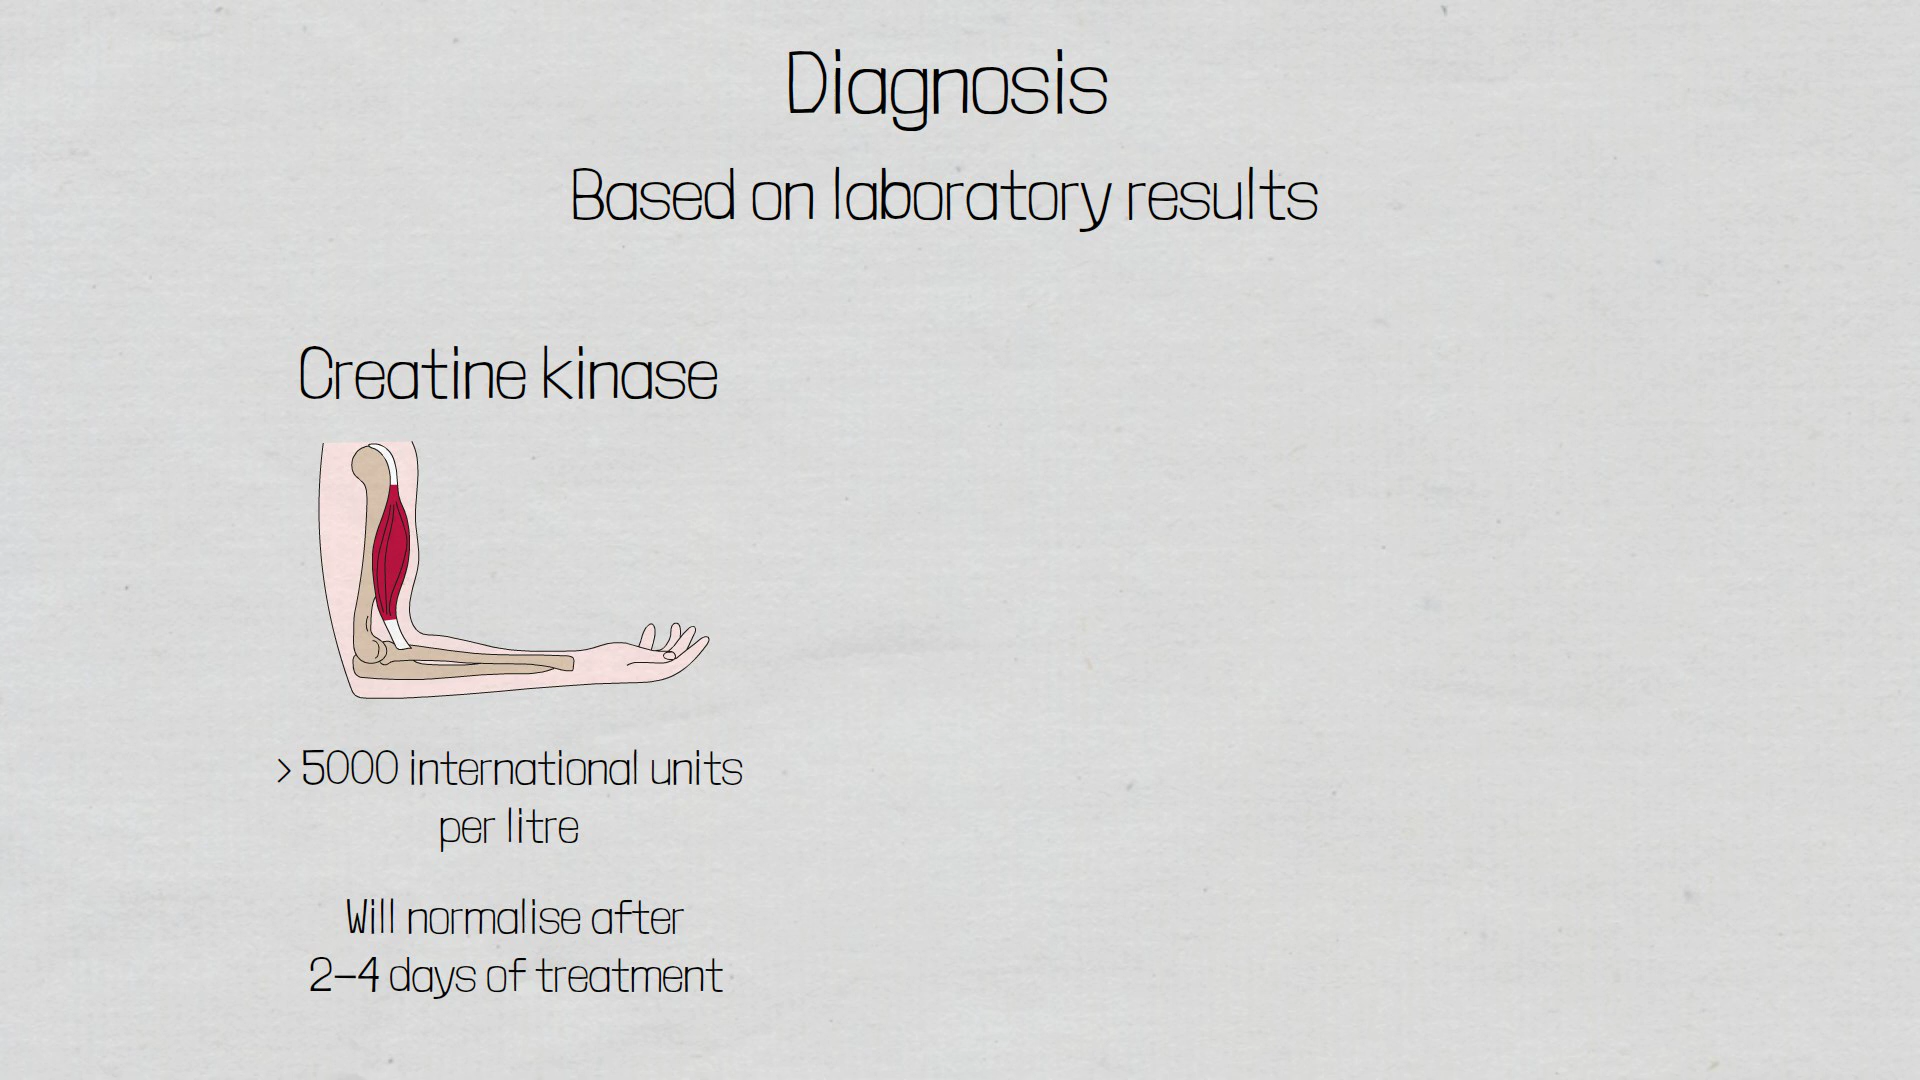 Diagnosis
Based on laboratory results
Creatine kinase
> 5000 international units
per litre
Will normalise after
2–4 days of treatment